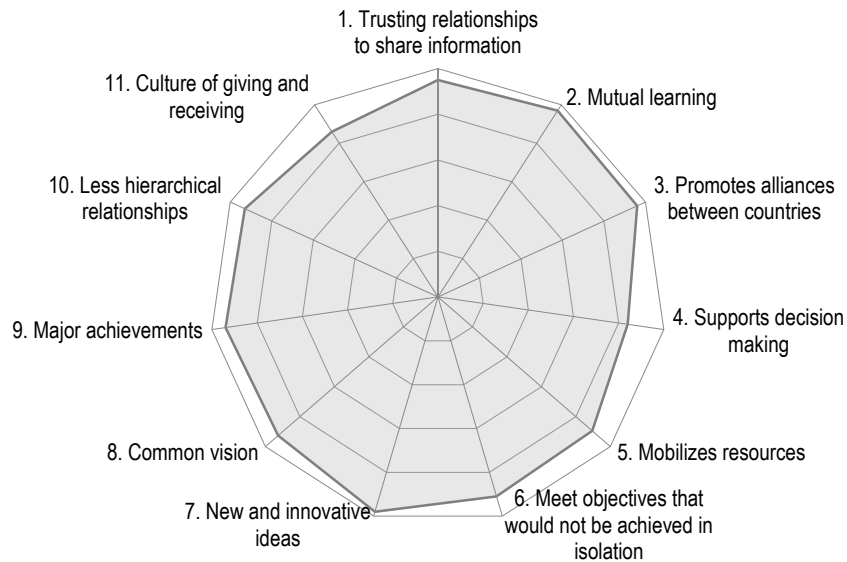 1. Trusting relationships
to share information
2. Mutual learning
3. Promotes alliances
between countries
4. Supports decision
making
5. Mobilizes resources
6. Meet objectives that
would not be achieved in
isolation
7. New and innovative
ideas
8. Common vision
9. Major achievements
10. Less hierarchical
relationships
11. Culture of giving and
receiving